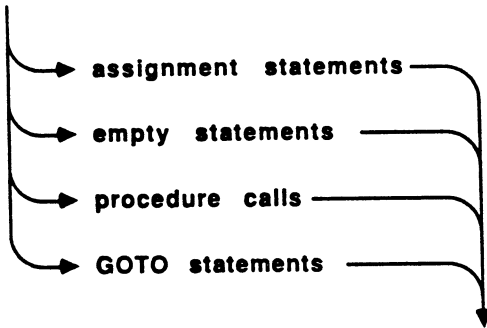 assignment statements
empty statements
procedure calls
GOTO statements